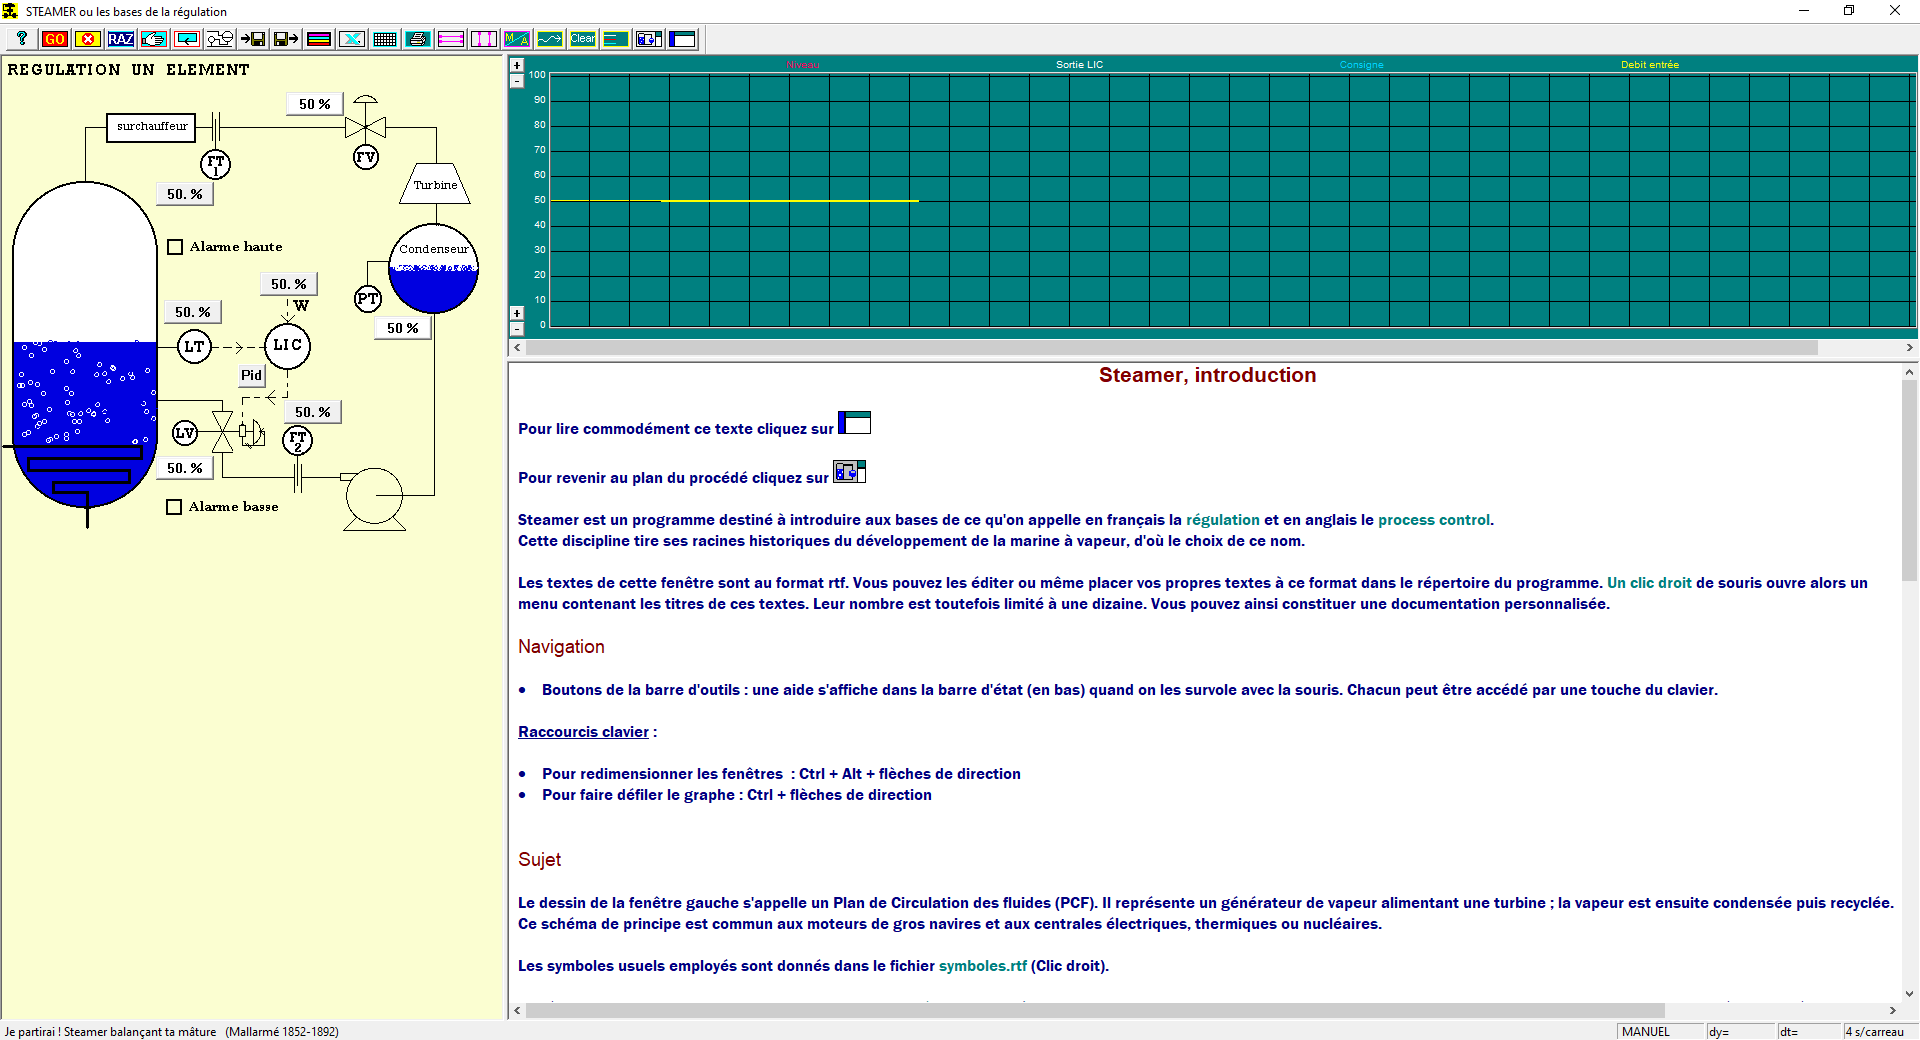 STEAMER ou les bases de la régulation
? GO RAZ M/A Clear
REGULATION UN ELEMENT
50 %
surchauffeur
FT 1
FV
50. %
Turbine
Alarme haute
Condenseur
50. %
W
PT
50. %
50 %
LT
LIC
Pid
50. %
LV
FT 2
50. %
Alarme basse
Niveau Sortie LIC Consigne Debit entrée
100
90
80
70
60
50
40
30
20
10
0
Steamer, introduction
Pour lire commodément ce texte cliquez sur
Pour revenir au plan du procédé cliquez sur
Steamer est un programme destiné à introduire aux bases de ce qu'on appelle en français la régulation et en anglais le process control.
Cette discipline tire ses racines historiques du développement de la marine à vapeur, d'où le choix de ce nom.
Les textes de cette fenêtre sont au format rtf. Vous pouvez les éditer ou même placer vos propres textes à ce format dans le répertoire du programme. Un clic droit de souris ouvre alors un
menu contenant les titres de ces textes. Leur nombre est toutefois limité à une dizaine. Vous pouvez ainsi constituer une documentation personnalisée.
Navigation
• Boutons de la barre d'outils : une aide s'affiche dans la barre d'état (en bas) quand on les survole avec la souris. Chacun peut être accédé par une touche du clavier.
Raccourcis clavier :
• Pour redimensionner les fenêtres : Ctrl + Alt + flèches de direction
• Pour faire défiler le graphe : Ctrl + flèches de direction
Sujet
Le dessin de la fenêtre gauche s'appelle un Plan de Circulation des fluides (PCF). Il représente un générateur de vapeur alimentant une turbine ; la vapeur est ensuite condensée puis recyclée.
Ce schéma de principe est commun aux moteurs de gros navires et aux centrales électriques, thermiques ou nucléaires.
Les symboles usuels employés sont donnés dans le fichier symboles.rtf (Clic droit).
Je partirai ! Steamer balançant ta mâture (Mallarmé 1852-1892)
MANUEL dy= dt= 4 s/carreau